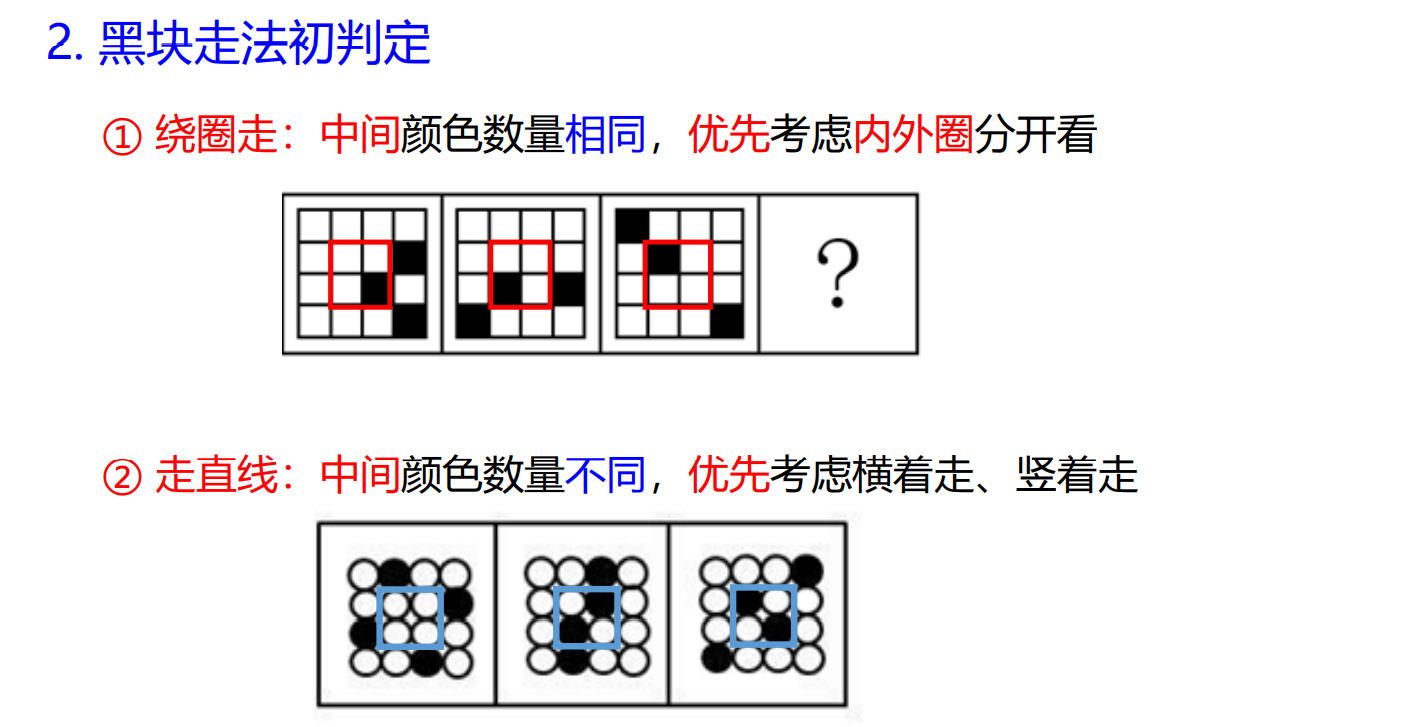 2. 黑块走法初判定
① 绕圈走：中间颜色数量相同，优先考虑内外圈分开看
?
② 走直线：中间颜色数量不同，优先考虑横着走、竖着走